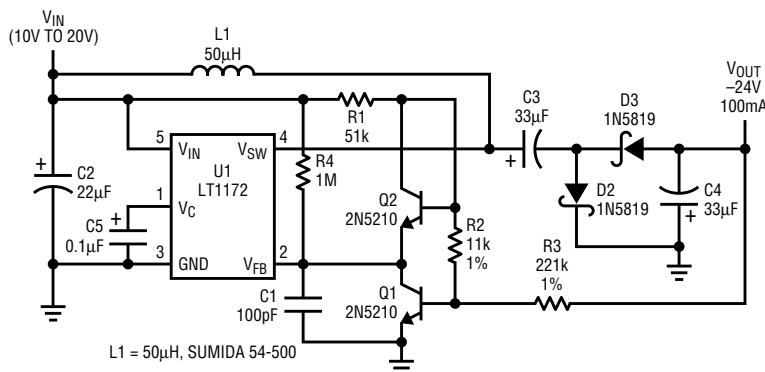 VIN
(10V TO 20V)
L1
50µH
VOUT
–24V
100mA
C3
33µF
D3
1N5819
R1
51k
5
VIN
VSW
4
U1
LT1172
R4
1M
+
+
C2
22µF
1
VC
Q2
2N5210
D2
1N5819
C4
33µF
+
R2
11k
1%
C5
0.1µF
+
3
GND
VFB
2
R3
221k
1%
C1
100pF
Q1
2N5210
L1 = 50µH, SUMIDA 54-500